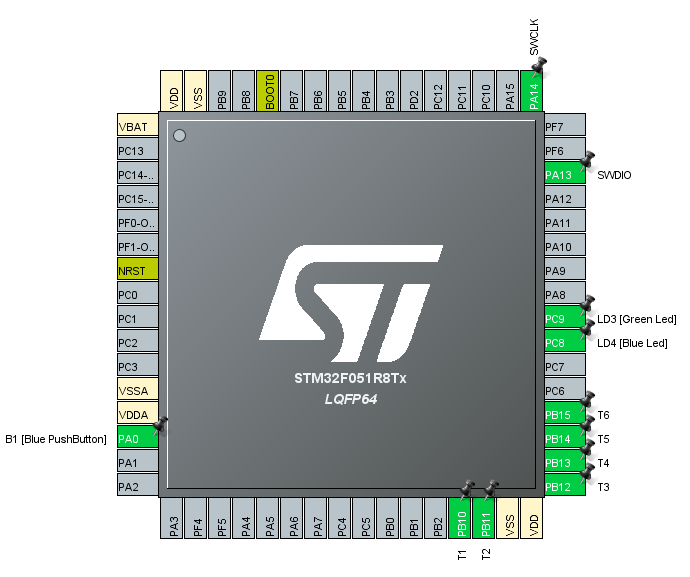 SWCLK
VDD
VSS
PB9
PB8
BOOT0
PB7
PB6
PB5
PB4
PB3
PD2
PC12
PC11
PC10
PA15
PA14
VBAT
PC13
PC14-..
PC15-..
PF0-O..
PF1-O..
NRST
PC0
PC1
PC2
PC3
VSSA
VDDA
B1 [Blue PushButton] PA0
PA1
PA2
ST
STM32F051R8Tx
LQFP64
PF7
PF6
PA13 SWDIO
PA12
PA11
PA10
PA9
PA8
PC9 LD3 [Green Led]
PC8 LD4 [Blue Led]
PC7
PC6
PB15 T6
PB14 T5
PB13 T4
PB12 T3
PA3
PF4
PF5
PA4
PA5
PA6
PA7
PC4
PC5
PB0
PB1
PB2
PB10
PB11
VSS
VDD
T1
T2